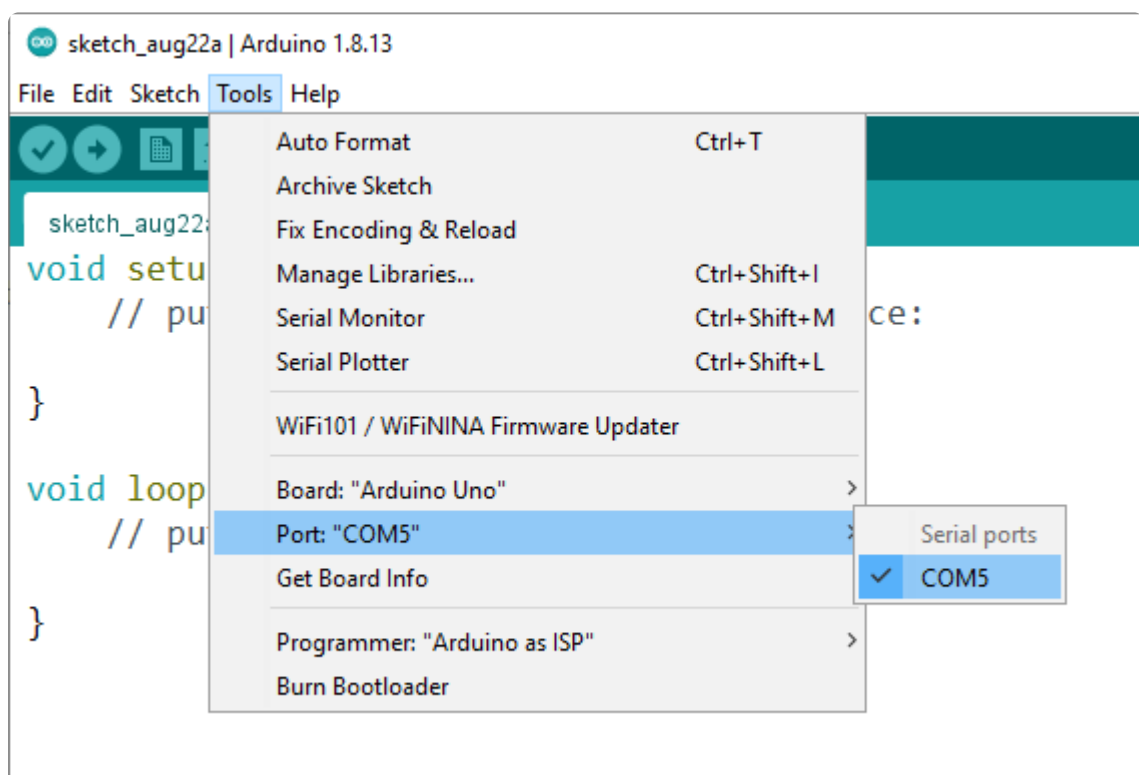 sketch_aug22a | Arduino 1.8.13
File Edit Sketch Tools Help
Auto Format Ctrl+T
Archive Sketch
sketch_aug22a
Fix Encoding & Reload
void setu
Manage Libraries... Ctrl+Shift+I
// pu
Serial Monitor Ctrl+Shift+M
ce:
Serial Plotter Ctrl+Shift+L
}
WiFi101 / WiFiNINA Firmware Updater
void loop
Board: "Arduino Uno"
// pu
Port: "COM5"
Serial ports
Get Board Info
COM5
}
Programmer: "Arduino as ISP"
Burn Bootloader